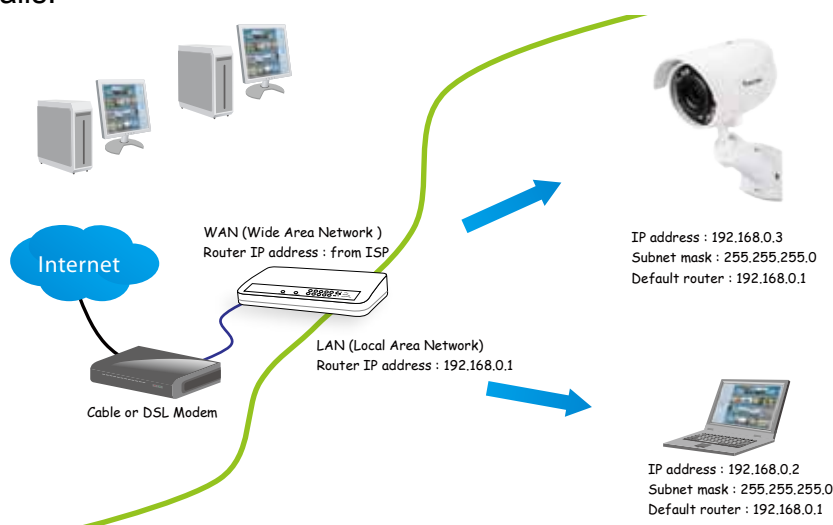 WAN (Wide Area Network )
Router IP address : from ISP
Internet
LAN (Local Area Network)
Router IP address : 192.168.0.1
Cable or DSL Modem
IP address : 192.168.0.3
Subnet mask : 255.255.255.0
Default router : 192.168.0.1
IP address : 192.168.0.2
Subnet mask : 255.255.255.0
Default router : 192.168.0.1